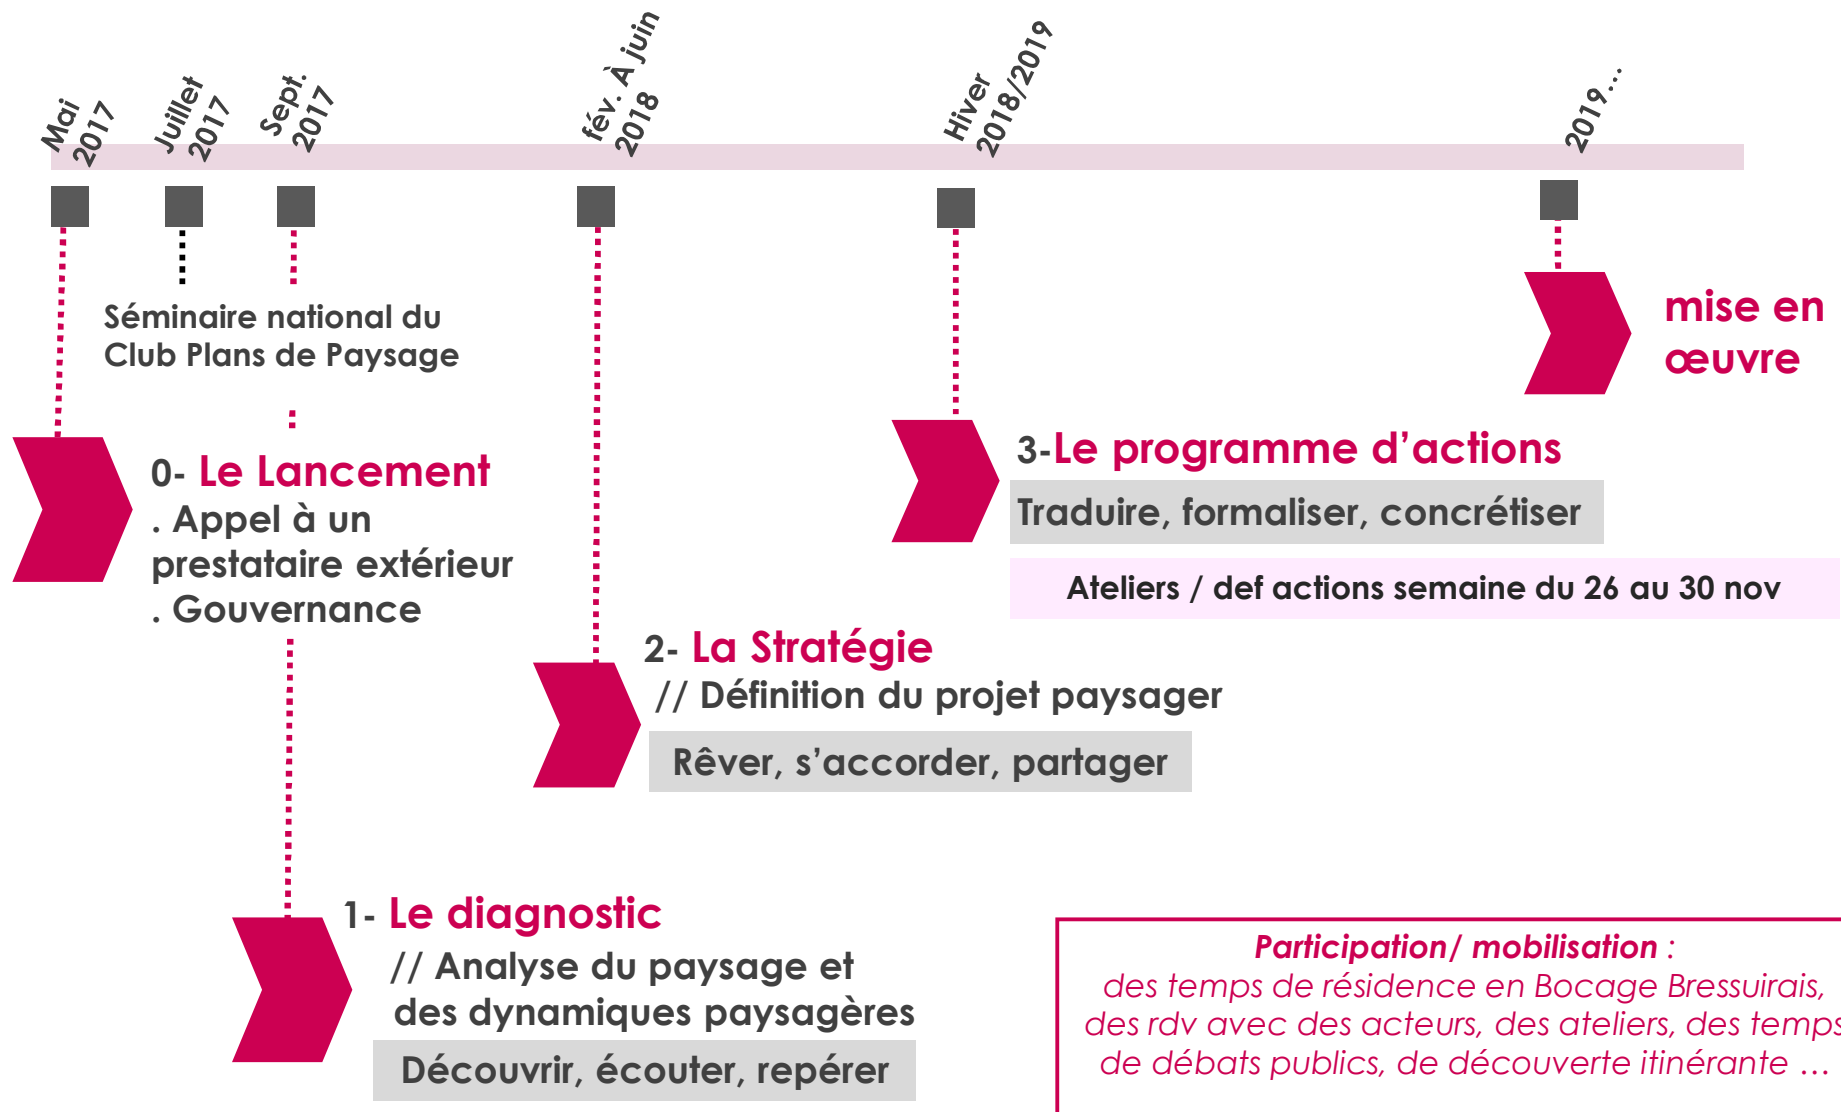 Mai
2017
Juillet
2017
Sept.
2017
fév. À juin
2018
Hiver
2018/2019
2019...
Séminaire national du
Club Plans de Paysage
mise en
œuvre
0- Le Lancement
. Appel à un
prestataire extérieur
. Gouvernance
3-Le programme d’actions
Traduire, formaliser, concrétiser
Ateliers / def actions semaine du 26 au 30 nov
2- La Stratégie
// Définition du projet paysager
Rêver, s’accorder, partager
1- Le diagnostic
// Analyse du paysage et
des dynamiques paysagères
Découvrir, écouter, repérer
Participation/ mobilisation :
des temps de résidence en Bocage Bressuirais,
des rdv avec des acteurs, des ateliers, des temps
de débats publics, de découverte itinérante …